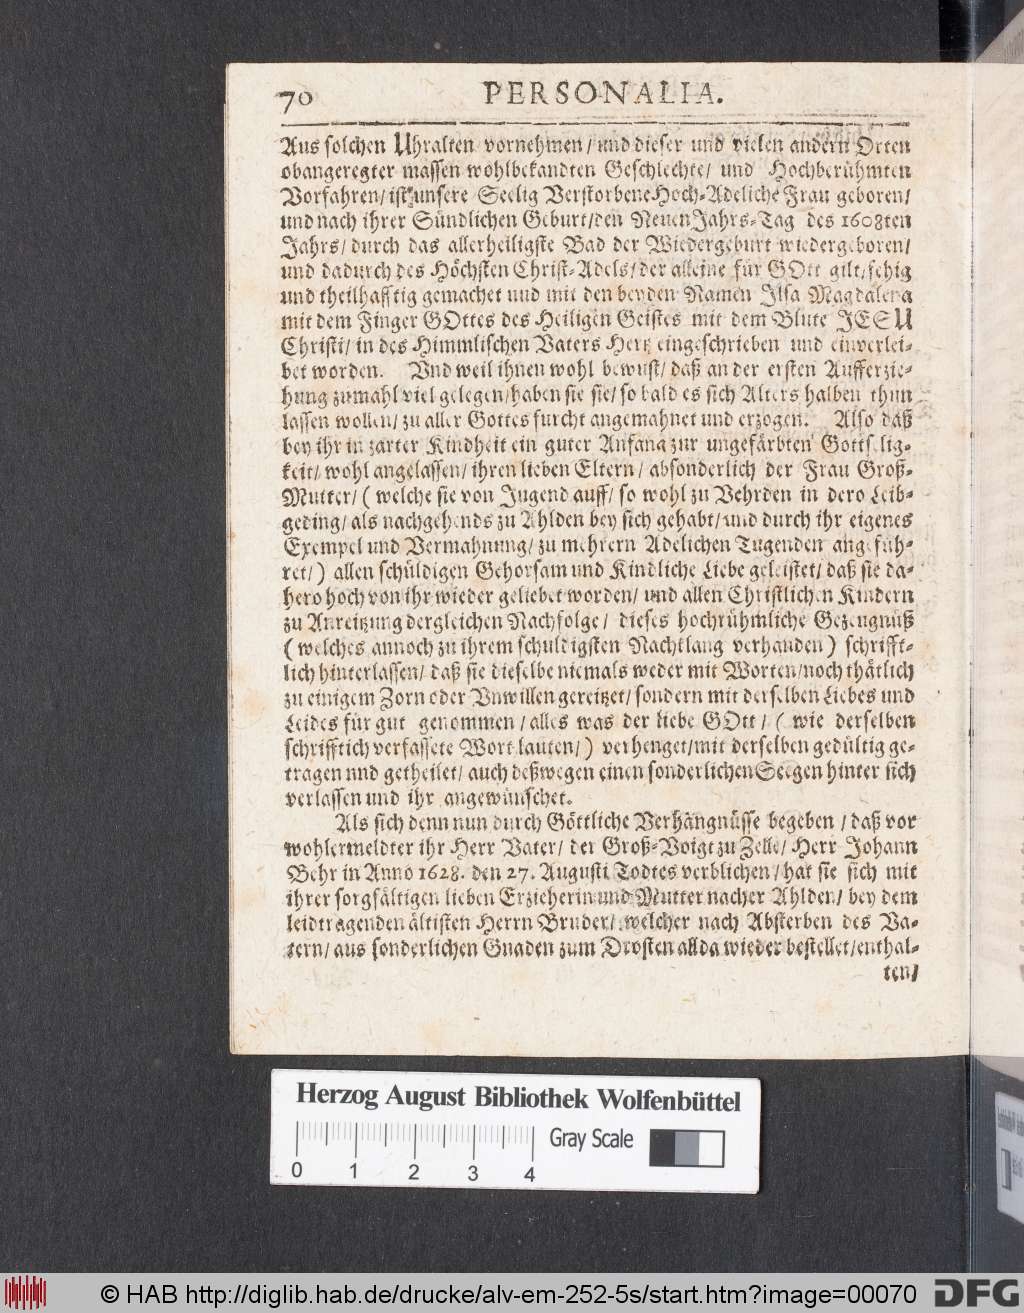 70 PERSONALIA.
Aus solchen Uhralten vornehmen / und dieser und vielen andern Orten
obangeregter massen wohlbekandten Geschlechte/ und Hochberühmten
Vorfahren/ ist unsere Seelig Verstorbene Hoch-Adeliche Frau geboren/
und nach ihrer Sündlichen Geburt/ den Neuen Jahrs-Tag des 1608ten
Jahrs/ durch das allerheiligste Bad der Wiedergeburt wiedergeboren/
und dadurch des Höchsten Christ-Adels/ der alleine für GOtt gilt/ fehig
und theilhafftig gemachet und mit den beyden Namen Ilsa Magdalena
mit dem Finger GOttes des Heiligen Geistes mit dem Blute JESU
Christi/ in des Himmlischen Vaters Hertz eingeschrieben und einverlei-
bet worden. Vnd weil ihnen wohl bewust/ daß an der ersten Aufferzie-
hung zumahl viel gelegen/ haben sie sie/ so bald es sich Alters halben thun
lassen wollen/ zu aller Gottesfurcht angemahnet und erzogen. Also daß
bey ihr in zarter Kindheit ein guter Anfang zur ungefärbten Gottselig-
keit/ wohl angelassen/ ihren lieben Eltern/ absonderlich der Frau Groß-
Mutter/ ( welche sie von Jugend auff/ so wohl zu Vehrden in dero Leib-
geding/ als nachgehends zu Ahlden bey sich gehabt/ und durch ihr eigenes
Exempel und Vermahnung/ zu mehrern Adelichen Tugenden angefüh-
ret/ ) allen schüldigen Gehorsam und Kindliche Liebe geleistet/ daß sie da-
hero hoch von ihr wieder geliebet worden/ und allen Christlichen Kindern
zu Anreitzung dergleichen Nachfolge/ dieses hochrühmliche Gezeugnüß
( welches annoch zu ihrem schuldigsten Nachklang verhanden ) schrifft-
lich hinterlassen/ daß sie dieselbe niemals weder mit Worten/ noch thätlich
zu einigem Zorn oder Vnwillen gereitzet/ sondern mit derselben Liebes und
Leides für gut genommen / alles was der liebe GOtt / ( wie derselben
schrifftlich verfassete Wort lauten/ ) verhenget/ mit derselben gedültig ge-
tragen und getheilet/ auch deßwegen einen sonderlichen Seegen hinter sich
verlassen und ihr angewünschet.
Als sich denn nun durch Göttliche Verhängnüsse begeben / daß vor
wohlermeldter ihr Herr Vater/ der Groß-Voigt zu Zelle/ Herr Johann
Behr in Anno 1628. den 27. Augusti Todtes verblichen / hat sie sich mit
ihrer sorgfältigen lieben Erzieherin und Mutter nacher Ahlden/ bey dem
leidtragenden ältisten Herrn Bruder/ welcher nach Absterben des Va-
tern/ aus sonderlichen Gnaden zum Drosten allda wieder bestellet/ enthal-
ten/
Herzog August Bibliothek Wolfenbüttel
0 1 2 3 4 Gray Scale
© HAB http://diglib.hab.de/drucke/alv-em-252-5s/start.htm?image=00070 DFG